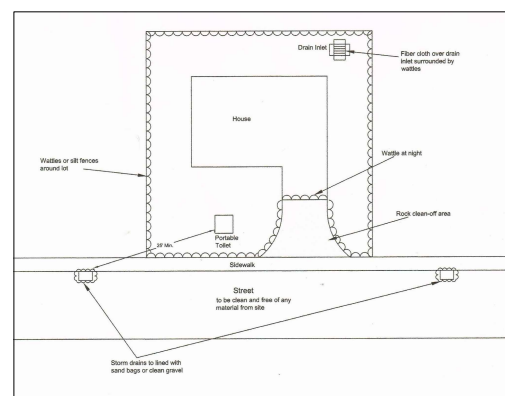 Drain Inlet
Fiber cloth over drain
inlet surrounded by
wattles
House
Wattles or silt fences
around lot
Wattle at night
Rock clean-off area
Portable
Toilet
25' Min.
Sidewalk
Street
to be clean and free of any
material from site
Storm drains to lined with
sand bags or clean gravel